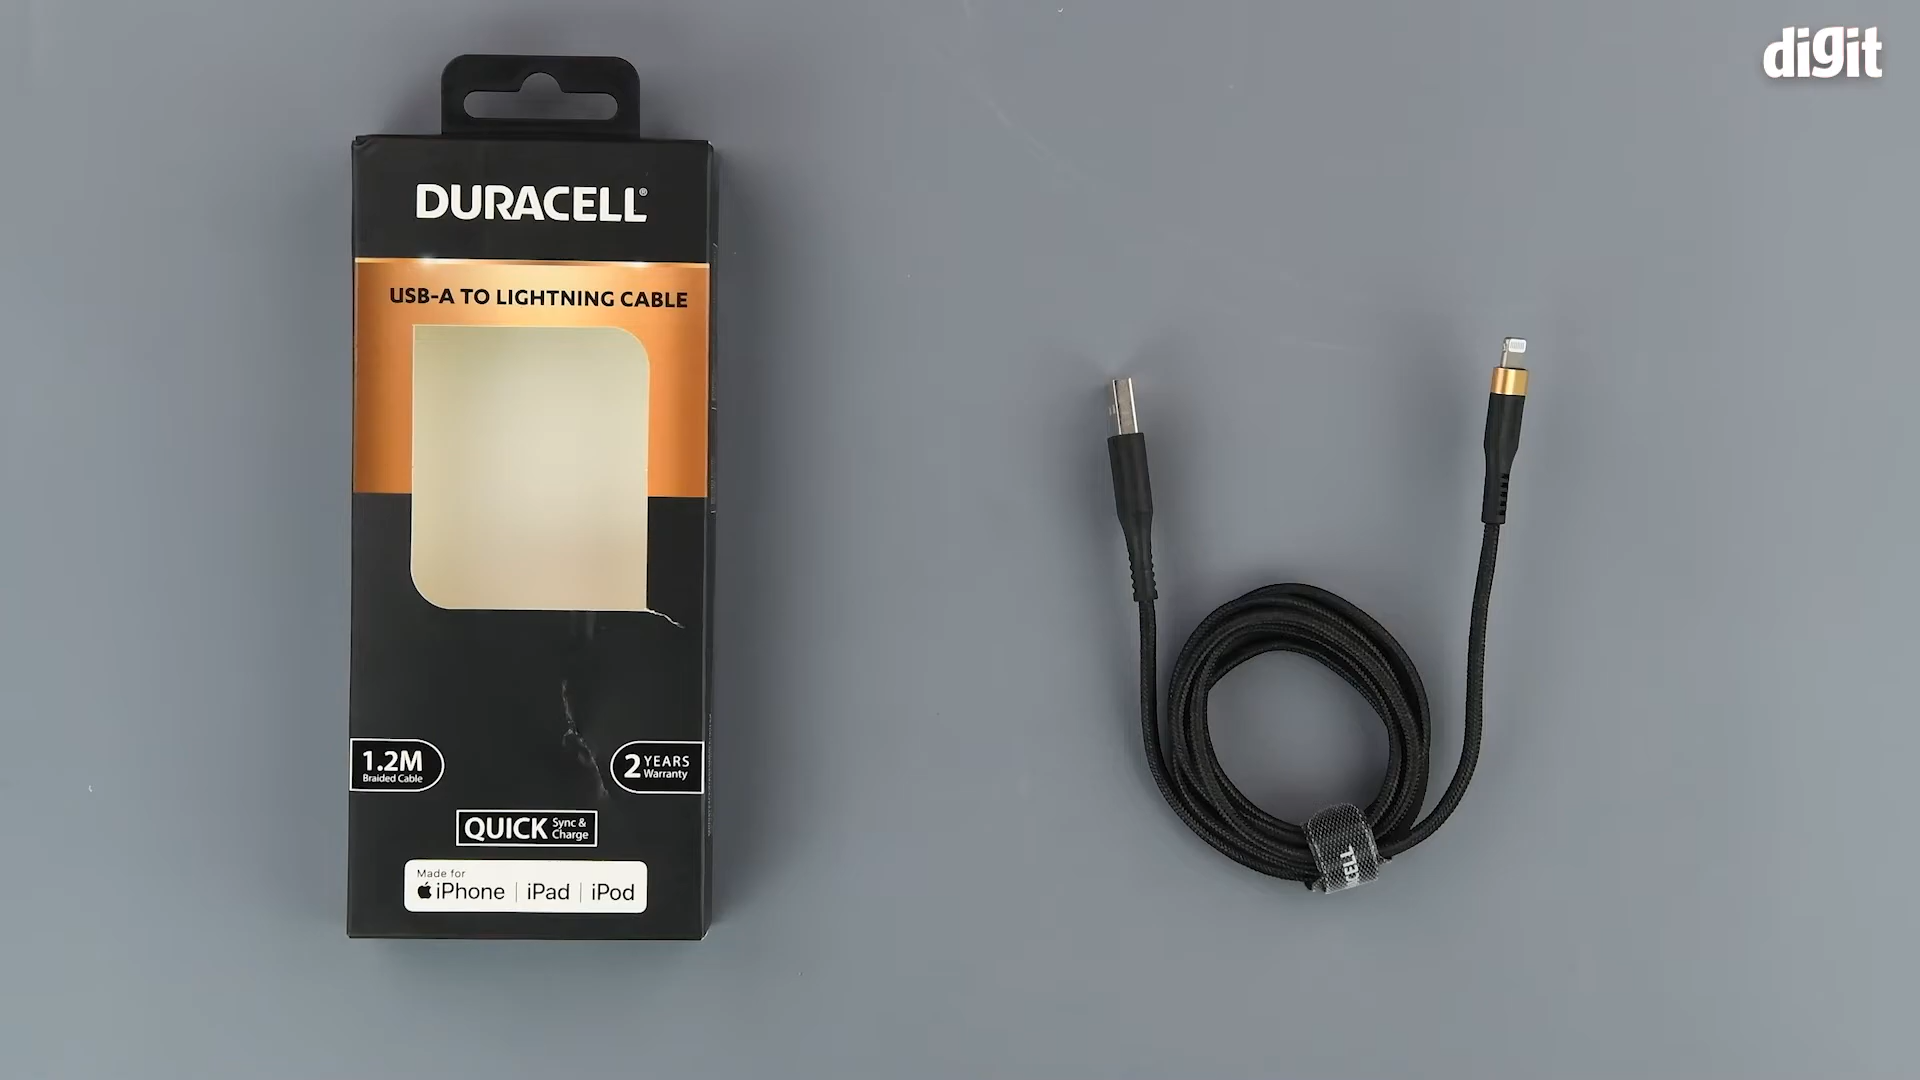 digit
DURACELL®
USB-A TO LIGHTNING CABLE
1.2M
Braided Cable
2 YEARS
Warranty
QUICK Sync &
Charge
Made for
iPhone | iPad | iPod
CELL